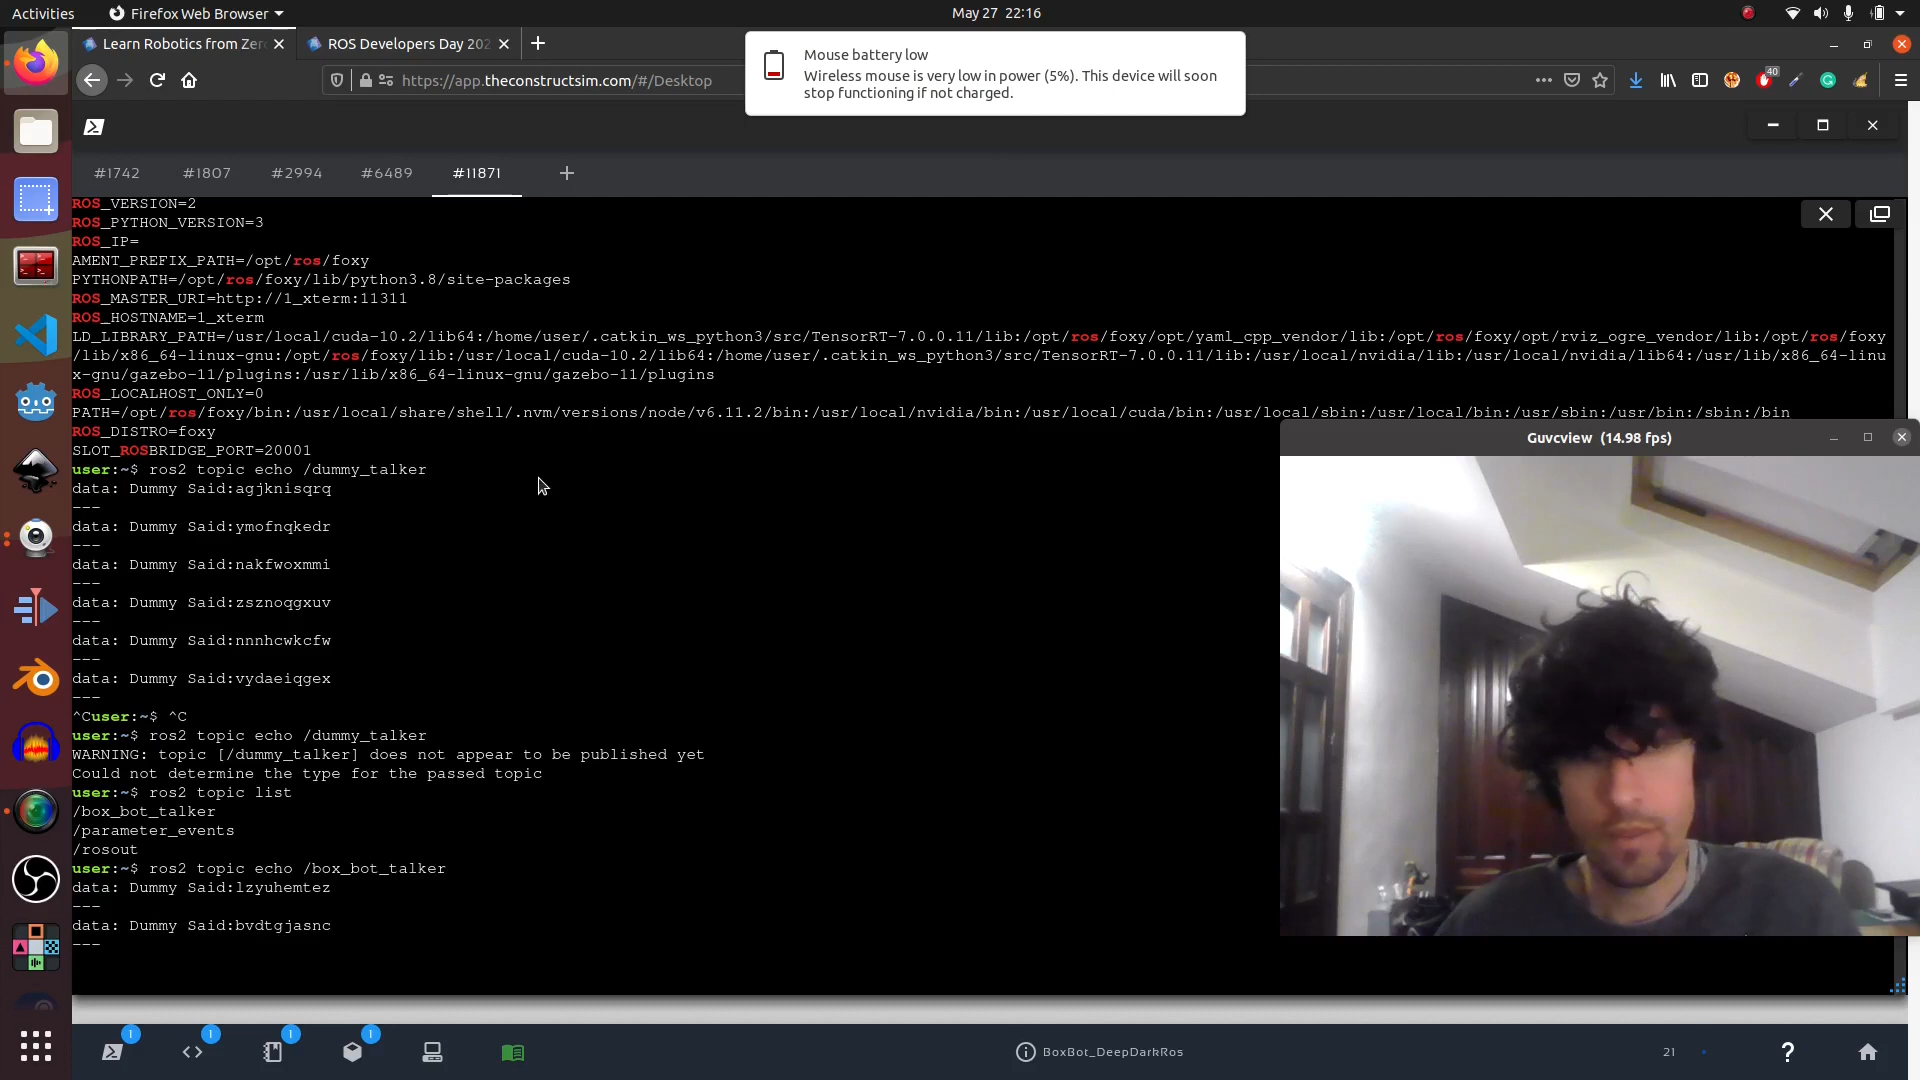 Activities
Firefox Web Browser
May 27 22:16
Learn Robotics from Zer
ROS Developers Day 202
https://app.theconstructsim.com/#/Desktop
40
Mouse battery low
Wireless mouse is very low in power (5%). This device will soon
stop functioning if not charged.
#1742
#1807
#2994
#6489
#11871
ROS_VERSION=2
ROS_PYTHON_VERSION=3
ROS_IP=
AMENT_PREFIX_PATH=/opt/ros/foxy
PYTHONPATH=/opt/ros/foxy/lib/python3.8/site-packages
ROS_MASTER_URI=http://1_xterm:11311
ROS_HOSTNAME=1_xterm
LD_LIBRARY_PATH=/usr/local/cuda-10.2/lib64:/home/user/.catkin_ws_python3/src/TensorRT-7.0.0.11/lib:/opt/ros/foxy/opt/yaml_cpp_vendor/lib:/opt/ros/foxy/opt/rviz_ogre_vendor/lib:/opt/ros/foxy
/lib/x86_64-linux-gnu:/opt/ros/foxy/lib:/usr/local/cuda-10.2/lib64:/home/user/.catkin_ws_python3/src/TensorRT-7.0.0.11/lib:/usr/local/nvidia/lib:/usr/local/nvidia/lib64:/usr/lib/x86_64-linu
x-gnu/gazebo-11/plugins:/usr/lib/x86_64-linux-gnu/gazebo-11/plugins
ROS_LOCALHOST_ONLY=0
PATH=/opt/ros/foxy/bin:/usr/local/share/shell/.nvm/versions/node/v6.11.2/bin:/usr/local/nvidia/bin:/usr/local/cuda/bin:/usr/local/sbin:/usr/local/bin:/usr/sbin:/usr/bin:/sbin:/bin
ROS_DISTRO=foxy
SLOT_ROSBRIDGE_PORT=20001
user:~$ ros2 topic echo /dummy_talker
data: Dummy Said:agjknisqrq
---
data: Dummy Said:ymofnqkedr
---
data: Dummy Said:nakfwoxmmi
---
data: Dummy Said:zsznoqgxuv
---
data: Dummy Said:nnnhcwkcfw
---
data: Dummy Said:vydaeiqgex
---
^Cuser:~$ ^C
user:~$ ros2 topic echo /dummy_talker
WARNING: topic [/dummy_talker] does not appear to be published yet
Could not determine the type for the passed topic
user:~$ ros2 topic list
/box_bot_talker
/parameter_events
/rosout
user:~$ ros2 topic echo /box_bot_talker
data: Dummy Said:lzyuhemtez
---
data: Dummy Said:bvdtgjasnc
---
Guvcview (14.98 fps)
1
1
1
1
BoxBot_DeepDarkRos
21